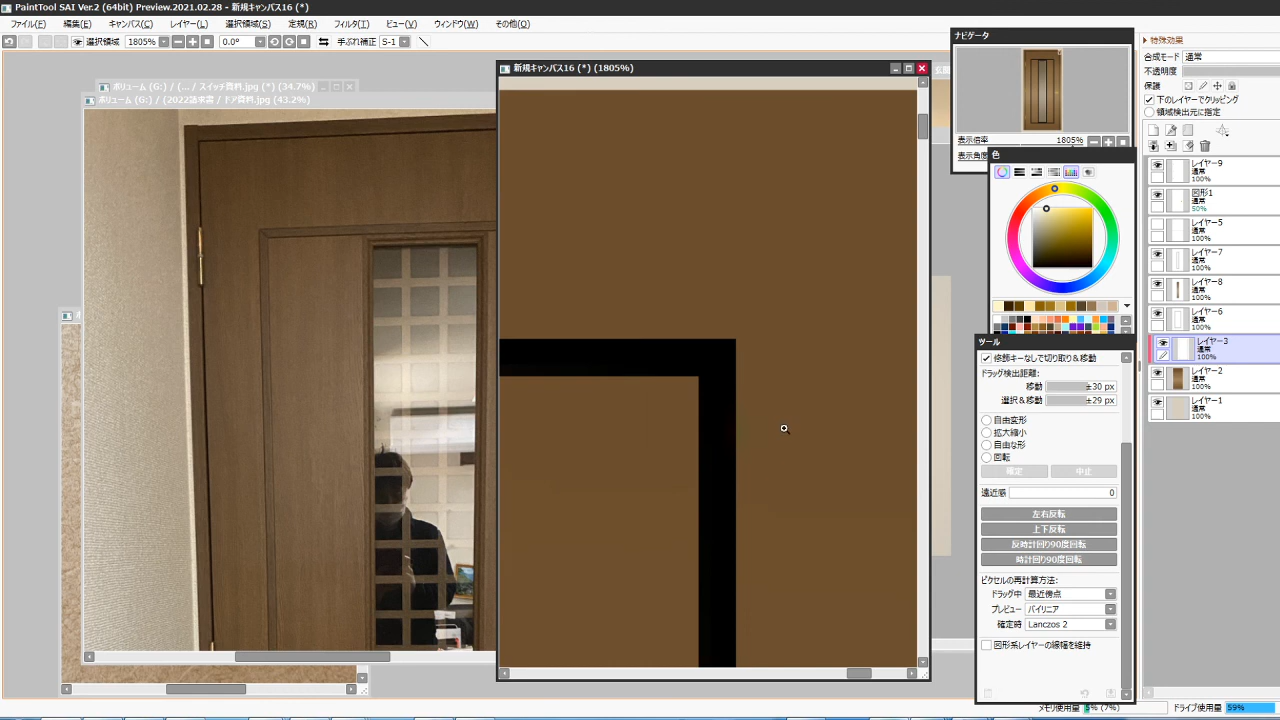 PaintTool SAI Ver.2 (64bit) Preview.2021.02.28 - 新規キャンバス16 (*)
ファイル(F) 編集(E) キャンバス(C) レイヤー(L) 選択領域(S) 定規(R) フィルタ(T) ビュー(V) ウィンドウ(W) その他(O)
選択領域 1805% 0.0° 手ぶれ補正 S-1
ボリューム (G:) / (... / スイッチ資料.jpg (*) (34.7%)
ボリューム (G:) / (2022請求書 / ドア資料.jpg (43.2%)
新規キャンバス16 (*) (1805%)
ナビゲータ
表示倍率 1805%
表示角度
色
ツール
修飾キーなしで切り取り&移動
ドラッグ検出距離:
移動 ±30 px
選択&移動 ±29 px
自由変形
拡大縮小
自由な形
回転
確定 中止
遠近感 0
左右反転
上下反転
反時計回り90度回転
時計回り90度回転
ピクセルの再計算方法:
ドラッグ中 最近傍点
プレビュー バイリニア
確定時 Lanczos 2
図形系レイヤーの線幅を維持
特殊効果
合成モード 通常
不透明度
保護
下のレイヤーでクリッピング
領域検出元に指定
レイヤー9
通常
100%
図形1
通常
50%
レイヤー5
通常
100%
レイヤー7
通常
100%
レイヤー8
通常
100%
レイヤー6
通常
100%
レイヤー3
通常
100%
レイヤー2
通常
100%
レイヤー1
通常
100%
メモリ使用量 5% (7%) ドライブ使用量 59%